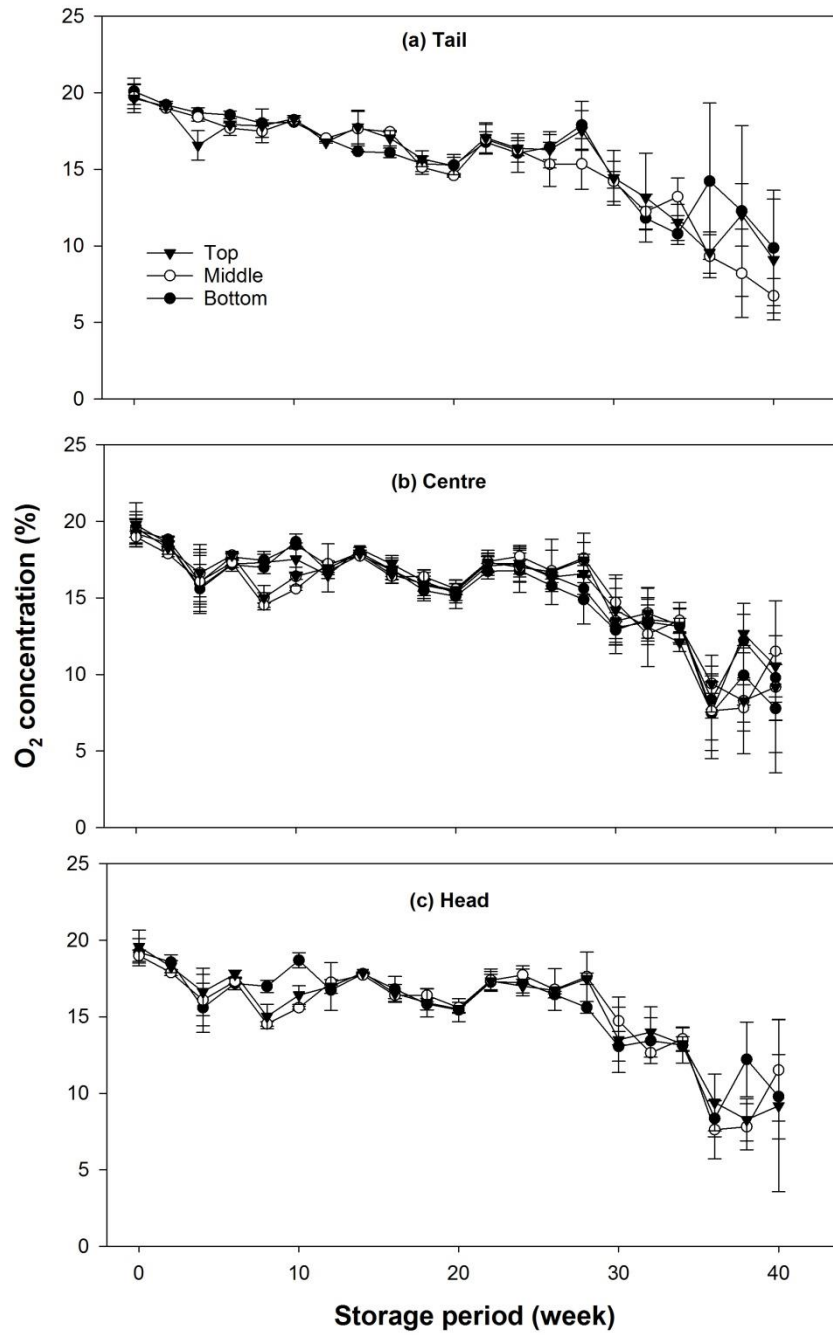 25
(a) Tail
20
15
10
Top
Middle
Bottom
5
0
25
(b) Centre
20
15
10
5
0
O₂ concentration (%)
25
(c) Head
20
15
10
5
0
0 10 20 30 40
Storage period (week)